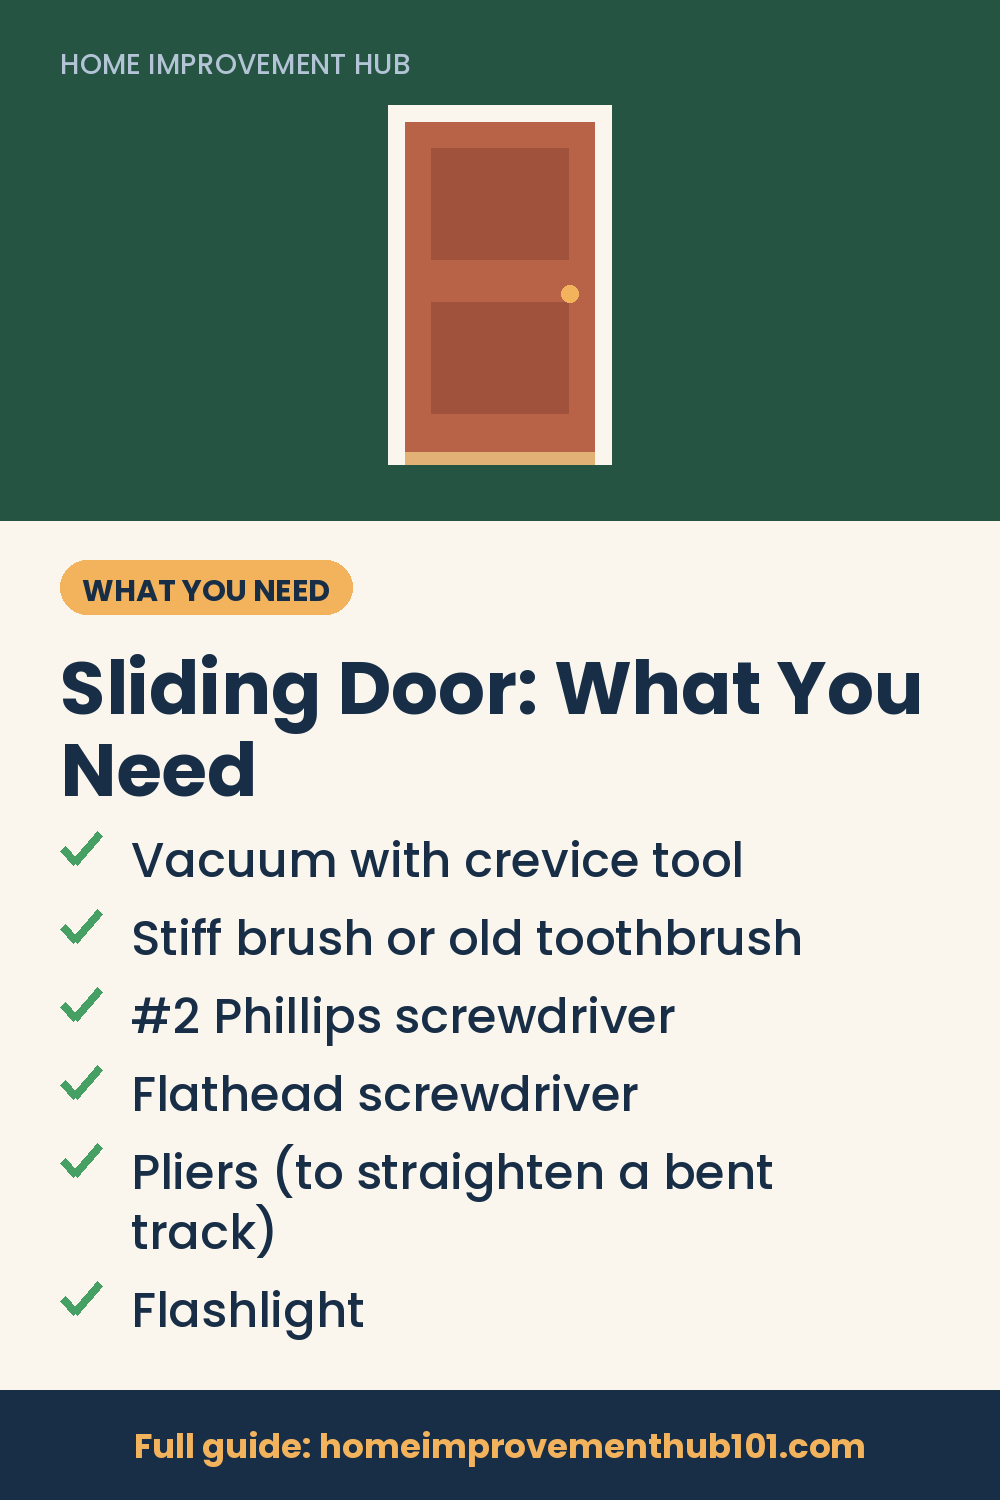 HOME IMPROVEMENT HUB
WHAT YOU NEED
Sliding Door: What You
Need
Vacuum with crevice tool
Stiff brush or old toothbrush
#2 Phillips screwdriver
Flathead screwdriver
Pliers (to straighten a bent
track)
Flashlight
Full guide: homeimprovementhub101.com